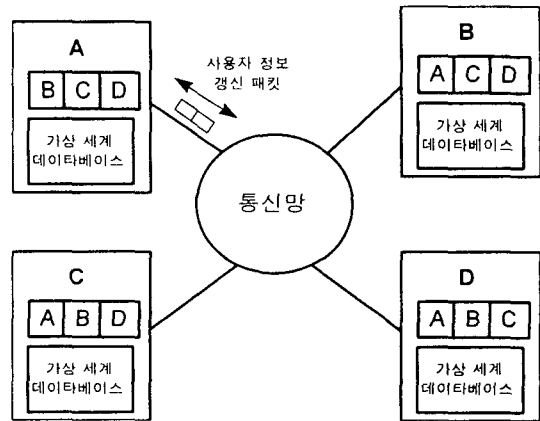 A
B C D
가상 세계
데이타베이스
사용자 정보
갱신 패킷
B
A C D
가상 세계
데이타베이스
통신망
C
A B D
가상 세계
데이타베이스
D
A B C
가상 세계
데이타베이스